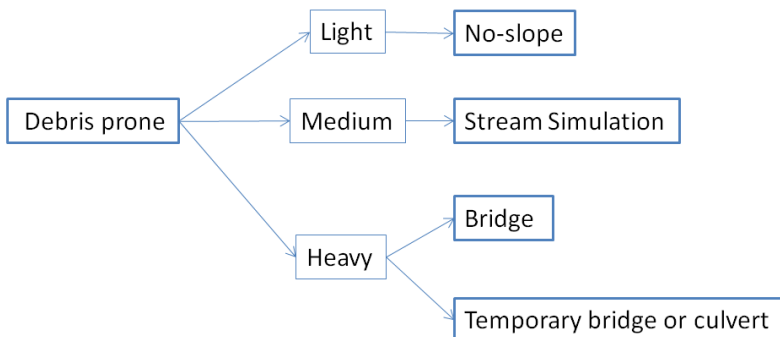 Light
No-slope
Debris prone
Medium
Stream Simulation
Bridge
Heavy
Temporary bridge or culvert